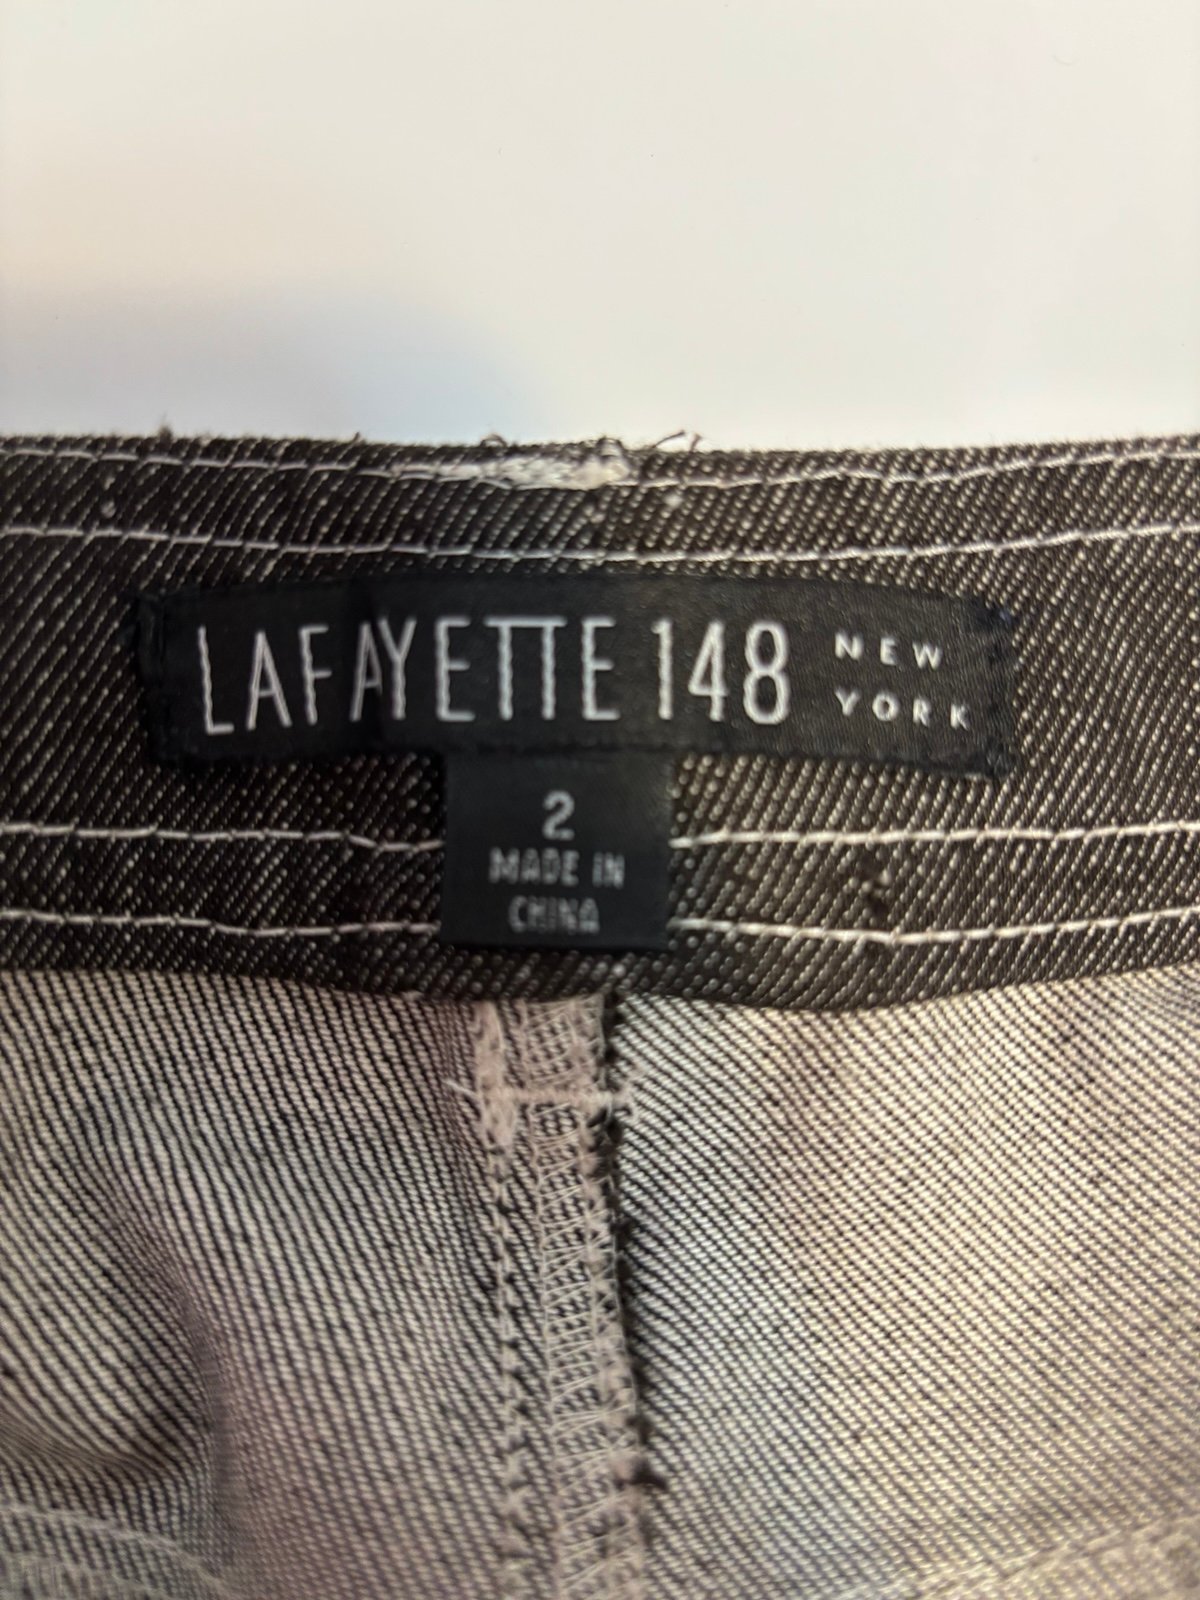 LAFAYETTE 148 NEW YORK
2
MADE IN
CHINA